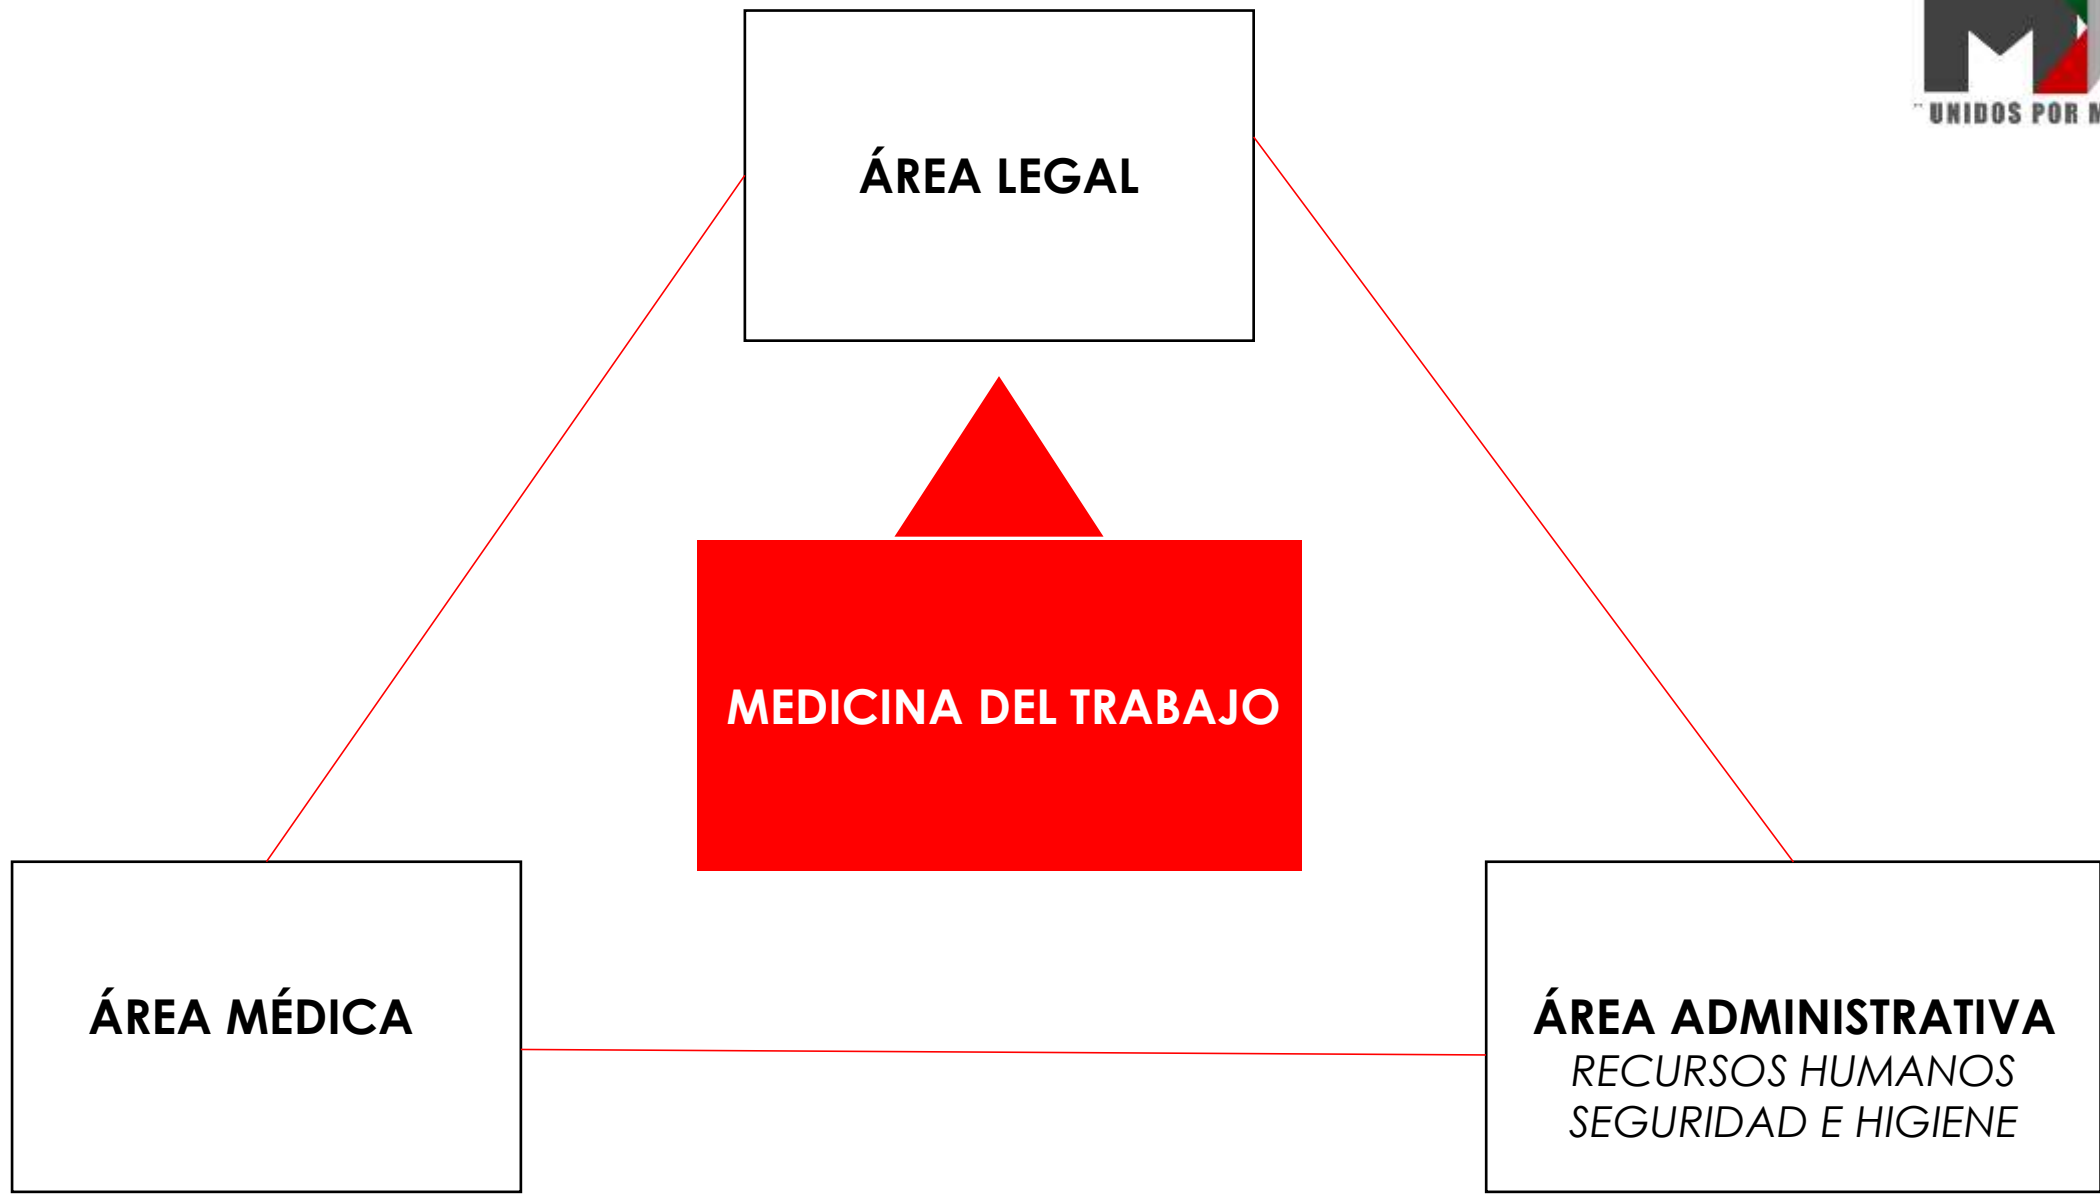 "UNIDOS POR
ÁREA LEGAL
MEDICINA DEL TRABAJO
ÁREA MÉDICA
ÁREA ADMINISTRATIVA
RECURSOS HUMANOS
SEGURIDAD E HIGIENE